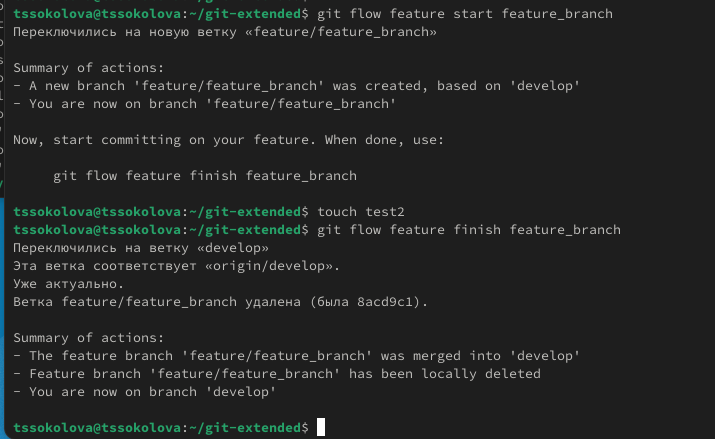 tssokolova@tssokolova:~/git-extended$ git flow feature start feature_branch
Переключились на новую ветку «feature/feature_branch»

Summary of actions:
- A new branch 'feature/feature_branch' was created, based on 'develop'
- You are now on branch 'feature/feature_branch'

Now, start committing on your feature. When done, use:

     git flow feature finish feature_branch

tssokolova@tssokolova:~/git-extended$ touch test2
tssokolova@tssokolova:~/git-extended$ git flow feature finish feature_branch
Переключились на ветку «develop»
Эта ветка соответствует «origin/develop».
Уже актуально.
Ветка feature/feature_branch удалена (была 8acd9c1).

Summary of actions:
- The feature branch 'feature/feature_branch' was merged into 'develop'
- Feature branch 'feature/feature_branch' has been locally deleted
- You are now on branch 'develop'

tssokolova@tssokolova:~/git-extended$